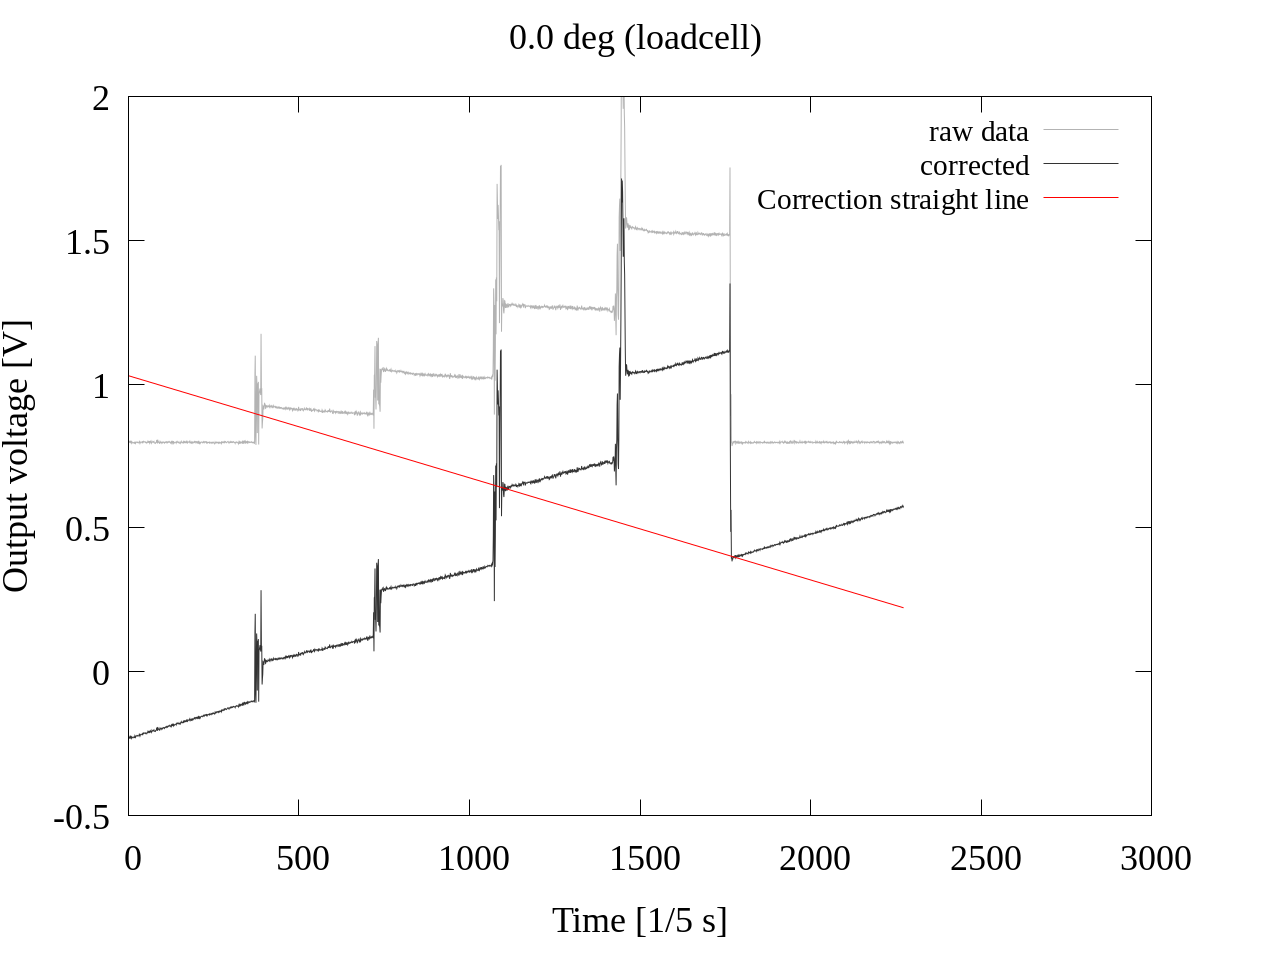 0.0 deg (loadcell)
raw data
corrected
Correction straight line
2
1.5
1
0.5
0
-0.5
Output voltage [V]
0 500 1000 1500 2000 2500 3000
Time [1/5 s]